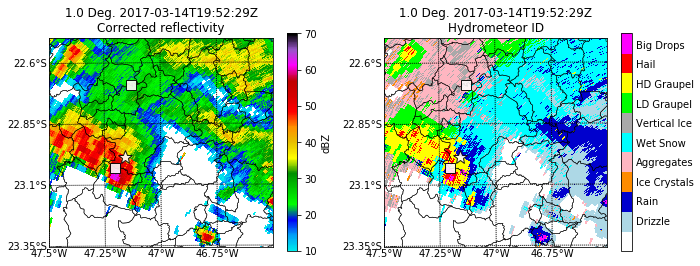 1.0 Deg. 2017-03-14T19:52:29Z
Corrected reflectivity
22.6°S
22.85°S
23.1°S
23.35°S
47.5°W
47.25°W
47°W
46.75°W
70
60
50
40
30
20
10
dBZ
1.0 Deg. 2017-03-14T19:52:29Z
Hydrometeor ID
22.6°S
22.85°S
23.1°S
23.35°S
47.5°W
47.25°W
47°W
46.75°W
Big Drops
Hail
HD Graupel
LD Graupel
Vertical Ice
Wet Snow
Aggregates
Ice Crystals
Rain
Drizzle